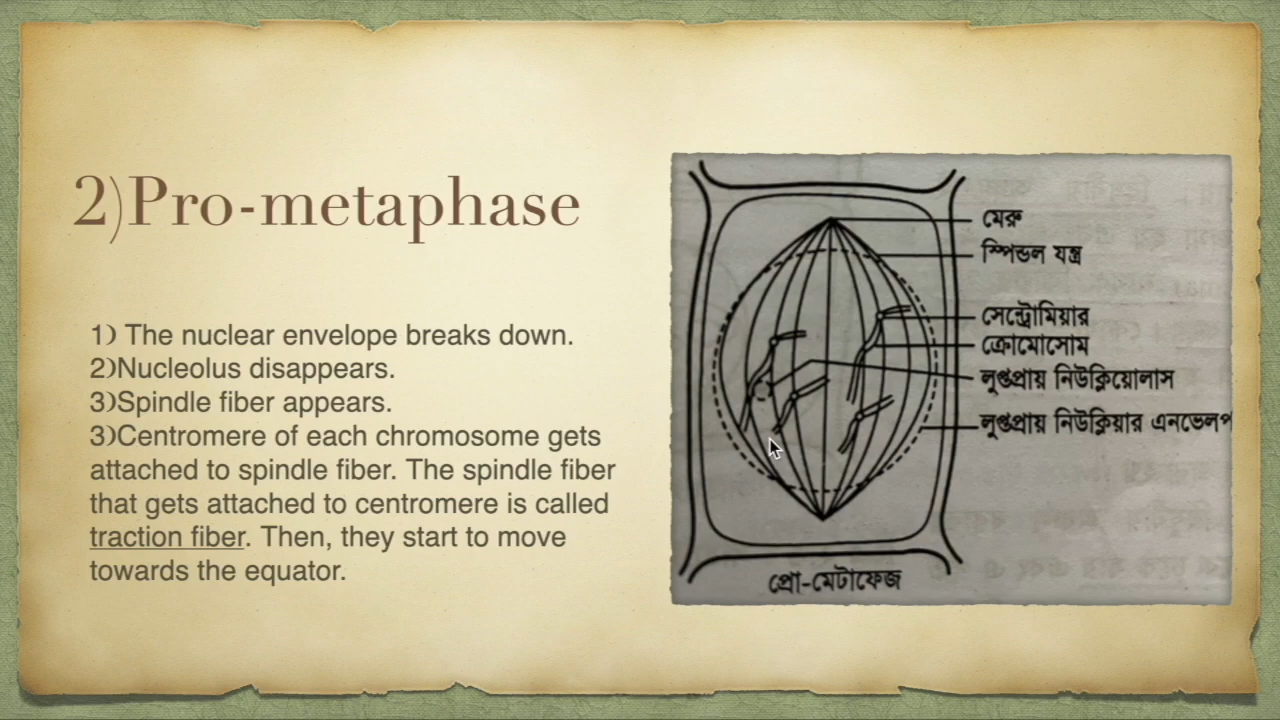 2)Pro-metaphase
1) The nuclear envelope breaks down.
2)Nucleolus disappears.
3)Spindle fiber appears.
3)Centromere of each chromosome gets
attached to spindle fiber. The spindle fiber
that gets attached to centromere is called
traction fiber. Then, they start to move
towards the equator.
মেরু
স্পিন্ডল যন্ত্র
সেন্ট্রোমিয়ার
ক্রোমোসোম
লুপ্তপ্রায় নিউক্লিয়োলাস
লুপ্তপ্রায় নিউক্লিয়ার এনভেলপ
প্রো-মেটাফেজ